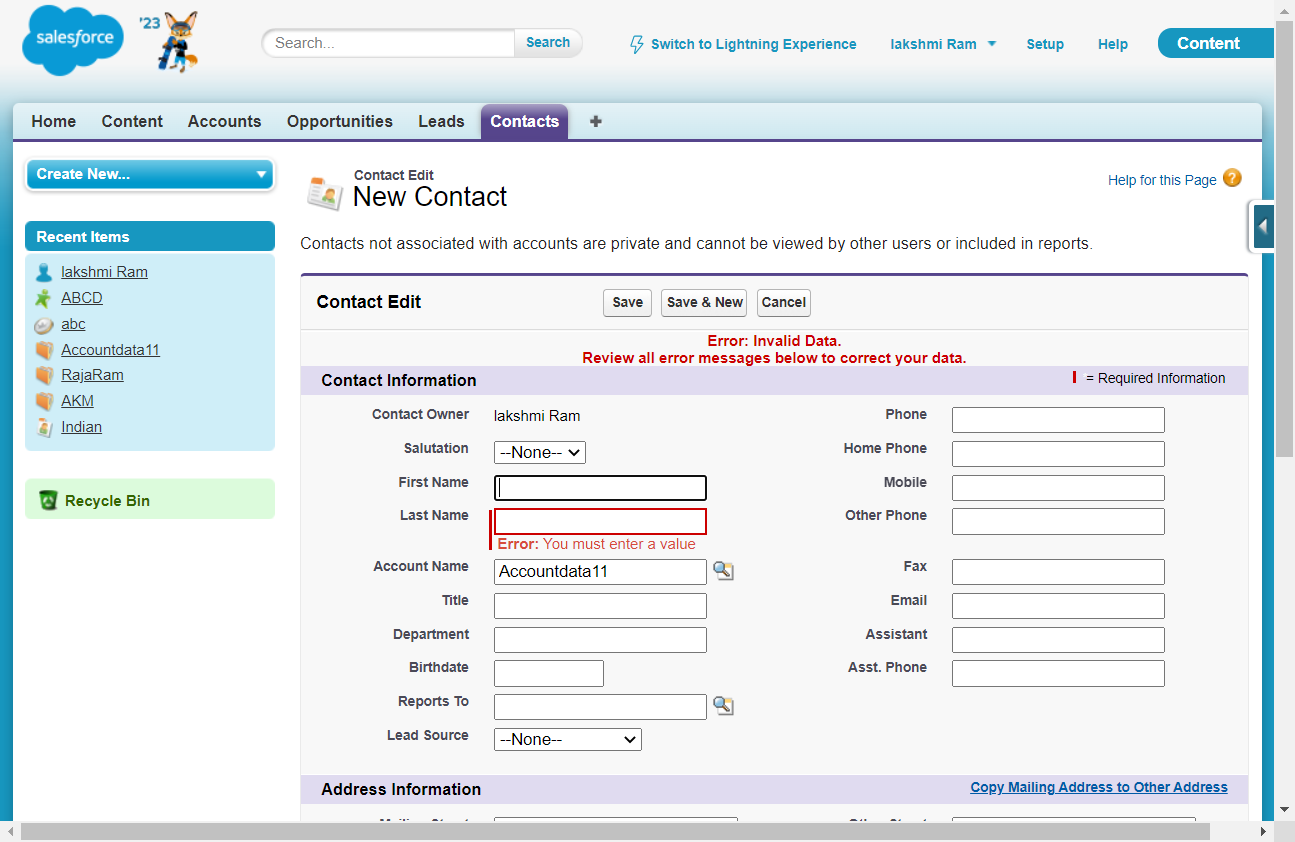 salesforce
'23
Search...
Search
Switch to Lightning Experience
lakshmi Ram
Setup
Help
Content
Home
Content
Accounts
Opportunities
Leads
Contacts
+
Create New...
Contact Edit
New Contact
Help for this Page
?
Contacts not associated with accounts are private and cannot be viewed by other users or included in reports.
Recent Items
lakshmi Ram
ABCD
abc
Accountdata11
RajaRam
AKM
Indian
Recycle Bin
Contact Edit
Save
Save & New
Cancel
Error: Invalid Data.
Review all error messages below to correct your data.
Contact Information
= Required Information
Contact Owner
lakshmi Ram
Phone
Salutation
--None--
Home Phone
First Name
Mobile
Last Name
Error: You must enter a value
Other Phone
Account Name
Accountdata11
Fax
Title
Email
Department
Assistant
Birthdate
Asst. Phone
Reports To
Lead Source
--None--
Address Information
Copy Mailing Address to Other Address